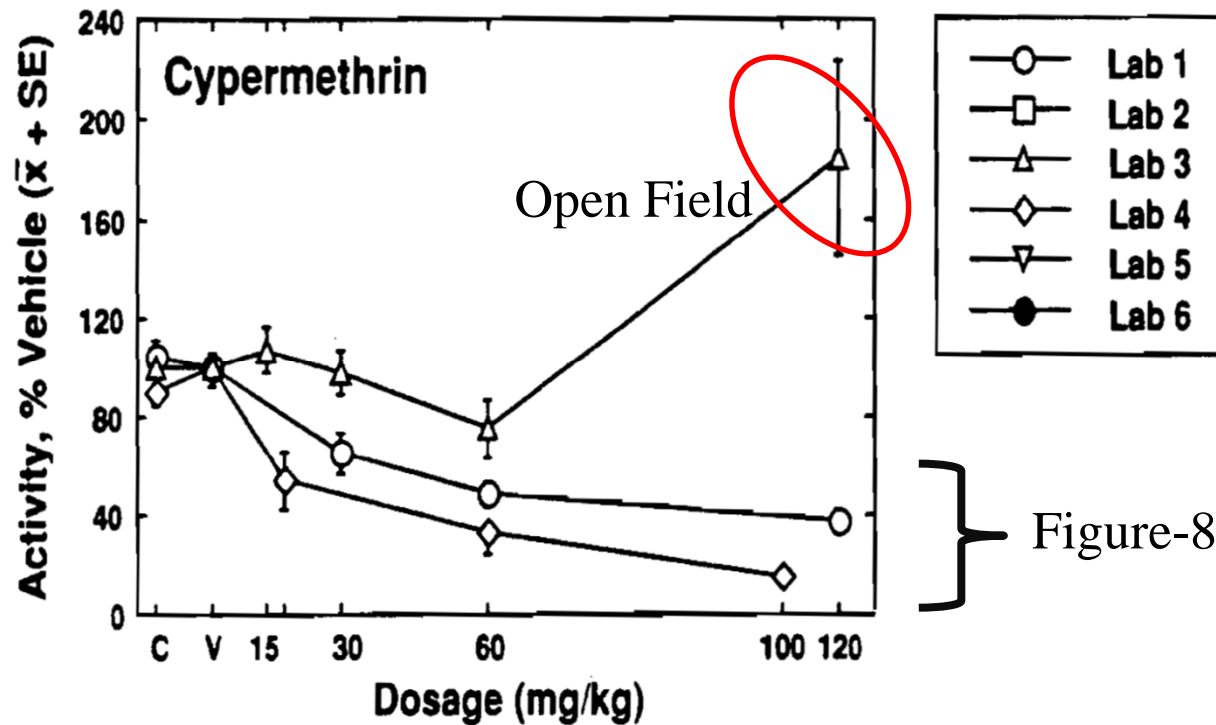 Cypermethrin
Open Field
Activity, % Vehicle (x̄ + SE)
240
200
160
120
80
40
0
C V 15 30 60 100 120
Dosage (mg/kg)
Lab 1
Lab 2
Lab 3
Lab 4
Lab 5
Lab 6
Figure-8